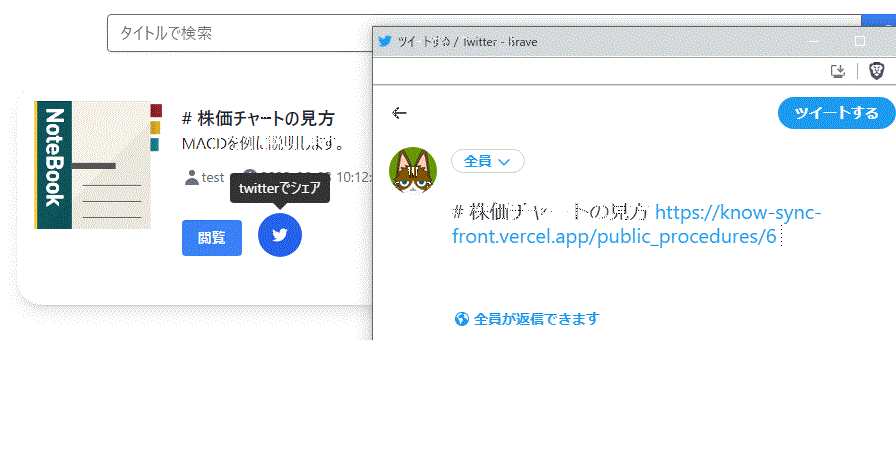 タイトルで検索
ツイートする / Twitter - Brave
NoteBook
# 株価チャートの見方
MACDを例に説明します。
test
10:12:
twitterでシェア
閲覧
ツイートする
全員
# 株価チャートの見方 https://know-sync-
front.vercel.app/public_procedures/6
全員が返信できます